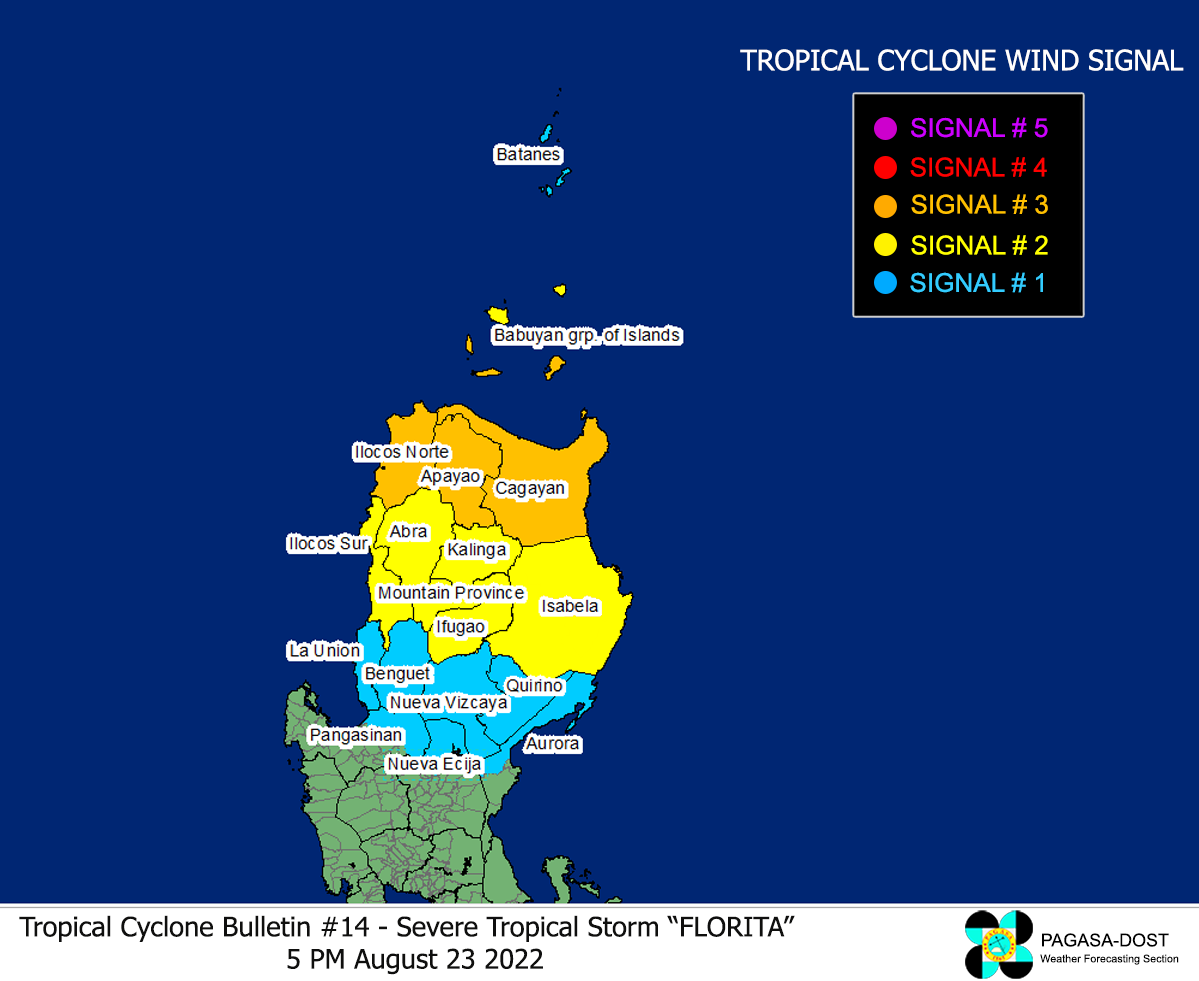 TROPICAL CYCLONE WIND SIGNAL
SIGNAL # 5
SIGNAL # 4
SIGNAL # 3
SIGNAL # 2
SIGNAL # 1
Batanes
Babuyan grp. of Islands
Ilocos Norte
Apayao
Cagayan
Abra
Ilocos Sur
Kalinga
Mountain Province
Isabela
Ifugao
La Union
Benguet
Quirino
Nueva Vizcaya
Pangasinan
Aurora
Nueva Ecija
Tropical Cyclone Bulletin #14 - Severe Tropical Storm “FLORITA”
5 PM August 23 2022
PAGASA
PAGASA-DOST
Weather Forecasting Section